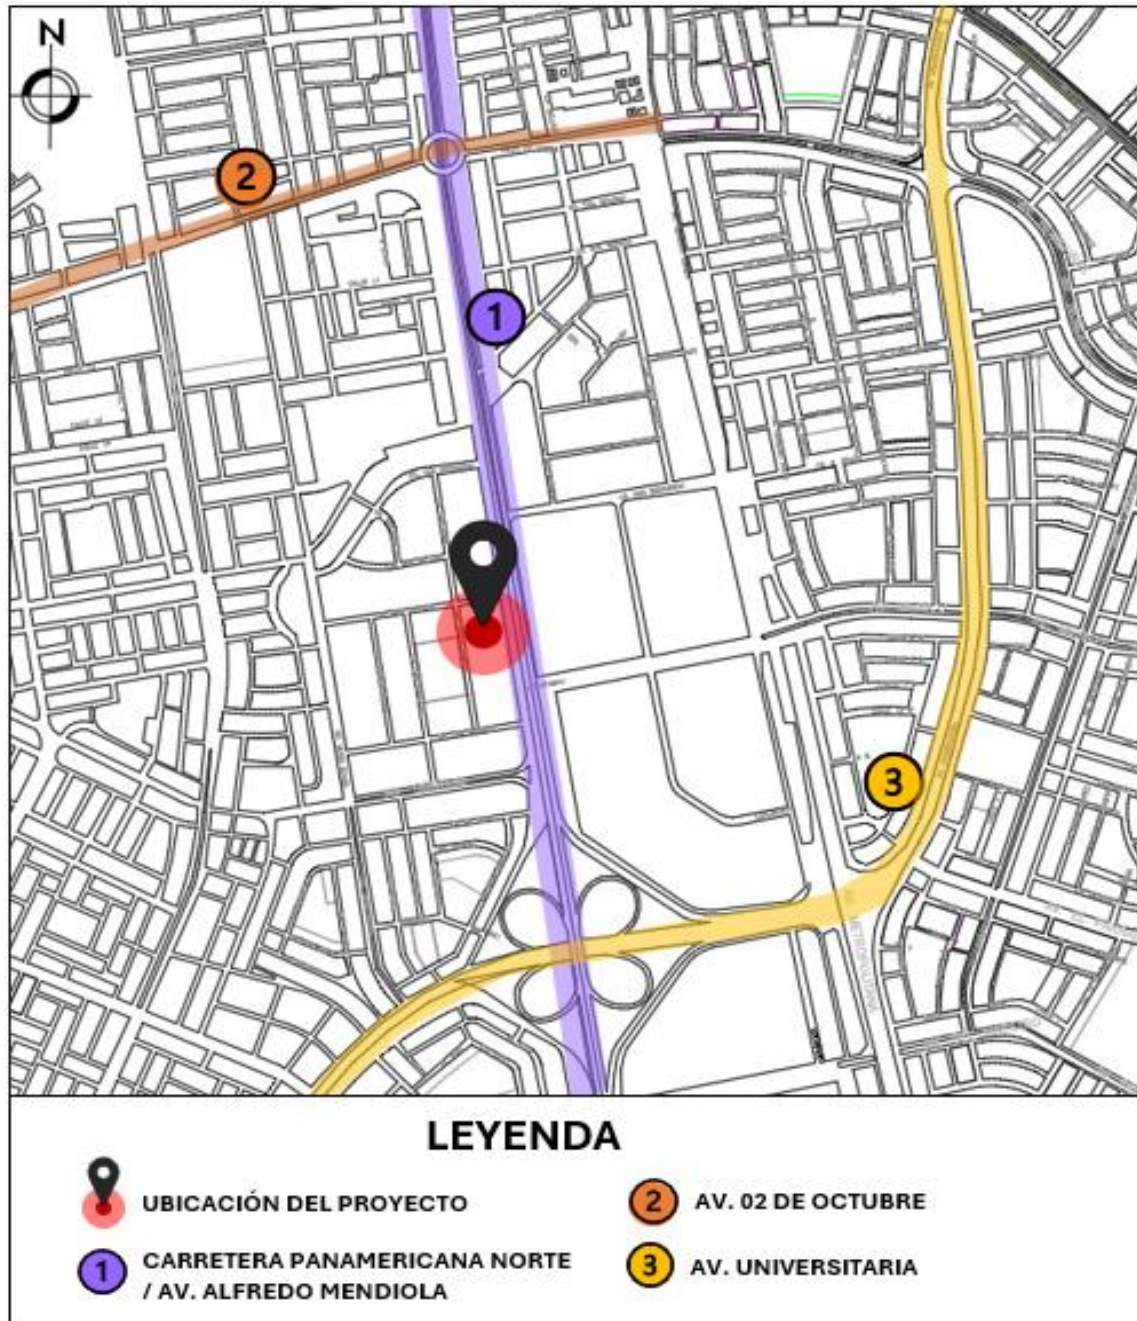 N
2
1
3
METROPOLITANA
LEYENDA
UBICACIÓN DEL PROYECTO
1 CARRETERA PANAMERICANA NORTE
/ AV. ALFREDO MENDIOLA
2 AV. 02 DE OCTUBRE
3 AV. UNIVERSITARIA